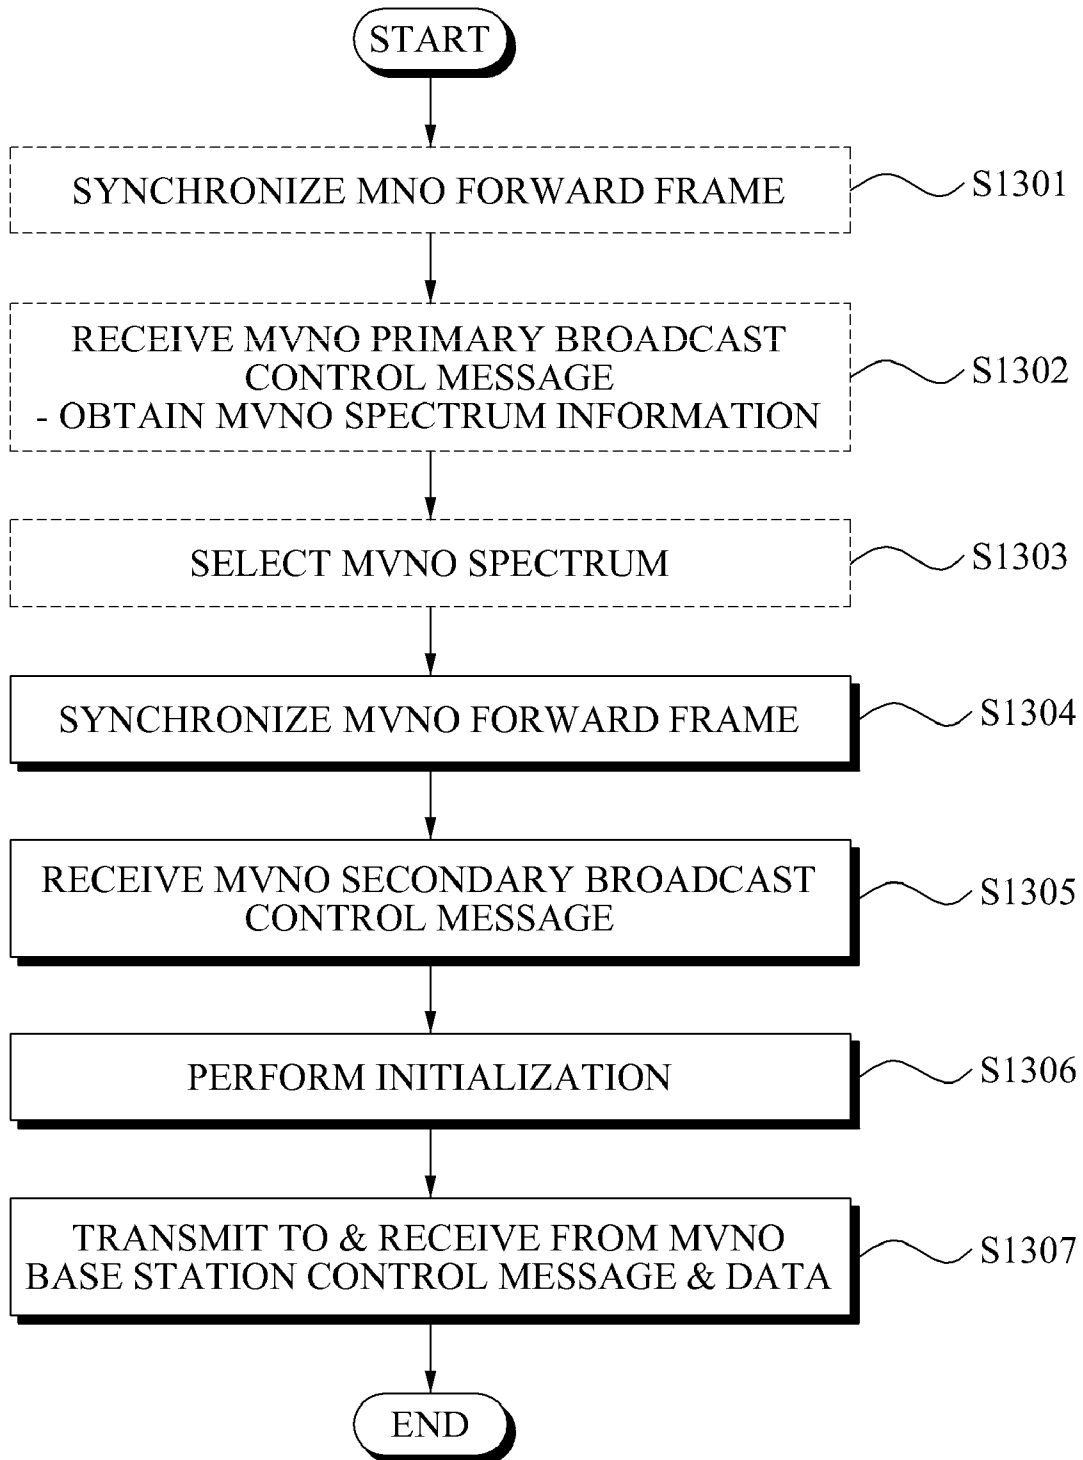 START
SYNCHRONIZE MNO FORWARD FRAME
S1301
RECEIVE MVNO PRIMARY BROADCAST
CONTROL MESSAGE
- OBTAIN MVNO SPECTRUM INFORMATION
S1302
SELECT MVNO SPECTRUM
S1303
SYNCHRONIZE MVNO FORWARD FRAME
S1304
RECEIVE MVNO SECONDARY BROADCAST
CONTROL MESSAGE
S1305
PERFORM INITIALIZATION
S1306
TRANSMIT TO & RECEIVE FROM MVNO
BASE STATION CONTROL MESSAGE & DATA
S1307
END